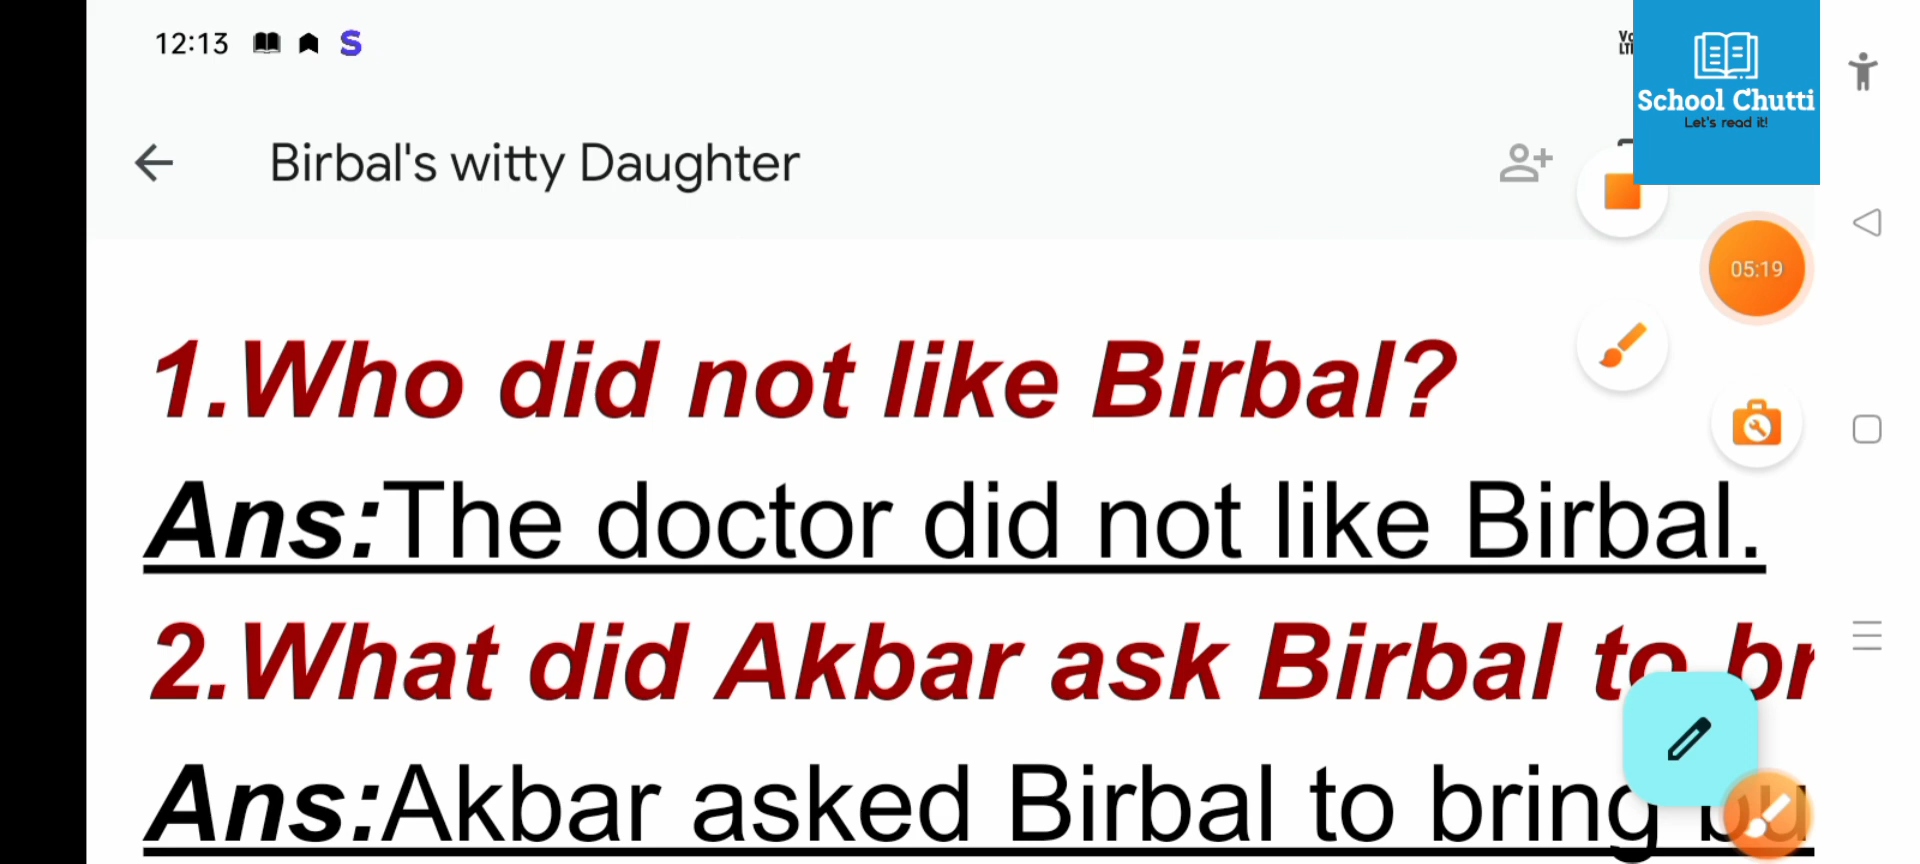 12:13 S
School Chutti
Let's read it!
Birbal's witty Daughter
05:19
1.Who did not like Birbal?
Ans:The doctor did not like Birbal.
2.What did Akbar ask Birbal to br
Ans:Akbar asked Birbal to bring